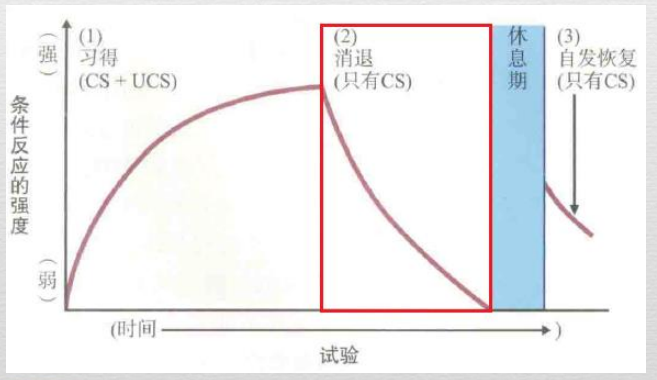 (强)
条件反应的强度
(弱)
(1)
习得
(CS + UCS)
(2)
消退
(只有CS)
休息期
(3)
自发恢复
(只有CS)
(时间 )
试验